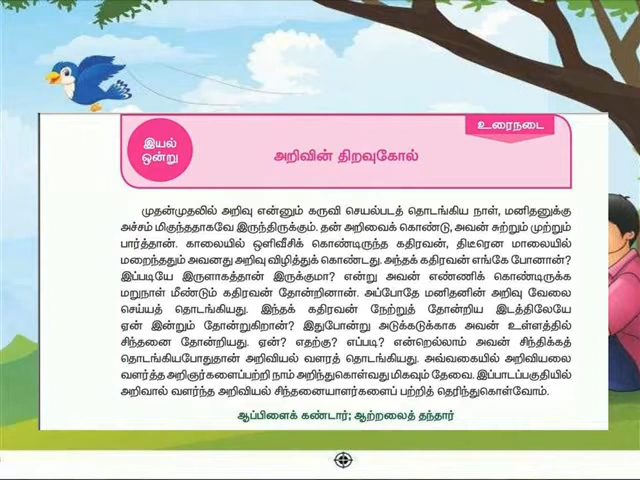 உரைநடை
இயல்
ஒன்று
அறிவின் திறவுகோல்
முதன்முதலில் அறிவு என்னும் கருவி செயல்படத் தொடங்கிய நாள், மனிதனுக்கு
அச்சம் மிகுந்ததாகவே இருந்திருக்கும். தன் அறிவைக் கொண்டு, அவன் சுற்றும் முற்றும்
பார்த்தான். காலையில் ஒளிவீசிக் கொண்டிருந்த கதிரவன், திடீரென மாலையில்
மறைந்ததும் அவனது அறிவு விழித்துக் கொண்டது. அந்தக் கதிரவன் எங்கே போனான்?
இப்படியே இருளாகத்தான் இருக்குமா? என்று அவன் எண்ணிக் கொண்டிருக்க
மறுநாள் மீண்டும் கதிரவன் தோன்றினான். அப்போதே மனிதனின் அறிவு வேலை
செய்யத் தொடங்கியது. இந்தக் கதிரவன் நேற்றுத் தோன்றிய இடத்திலேயே
ஏன் இன்றும் தோன்றுகிறான்? இதுபோன்று அடுக்கடுக்காக அவன் உள்ளத்தில்
சிந்தனை தோன்றியது. ஏன்? எதற்கு? எப்படி? என்றெல்லாம் அவன் சிந்திக்கத்
தொடங்கியபோதுதான் அறிவியல் வளரத் தொடங்கியது. அவ்வகையில் அறிவியலை
வளர்த்த அறிஞர்களைப்பற்றி நாம் அறிந்துகொள்வது மிகவும் தேவை. இப்பாடப்பகுதியில்
அறிவால் வளர்ந்த அறிவியல் சிந்தனையாளர்களைப் பற்றித் தெரிந்துகொள்வோம்.
ஆப்பிளைக் கண்டார்; ஆற்றலைத் தந்தார்